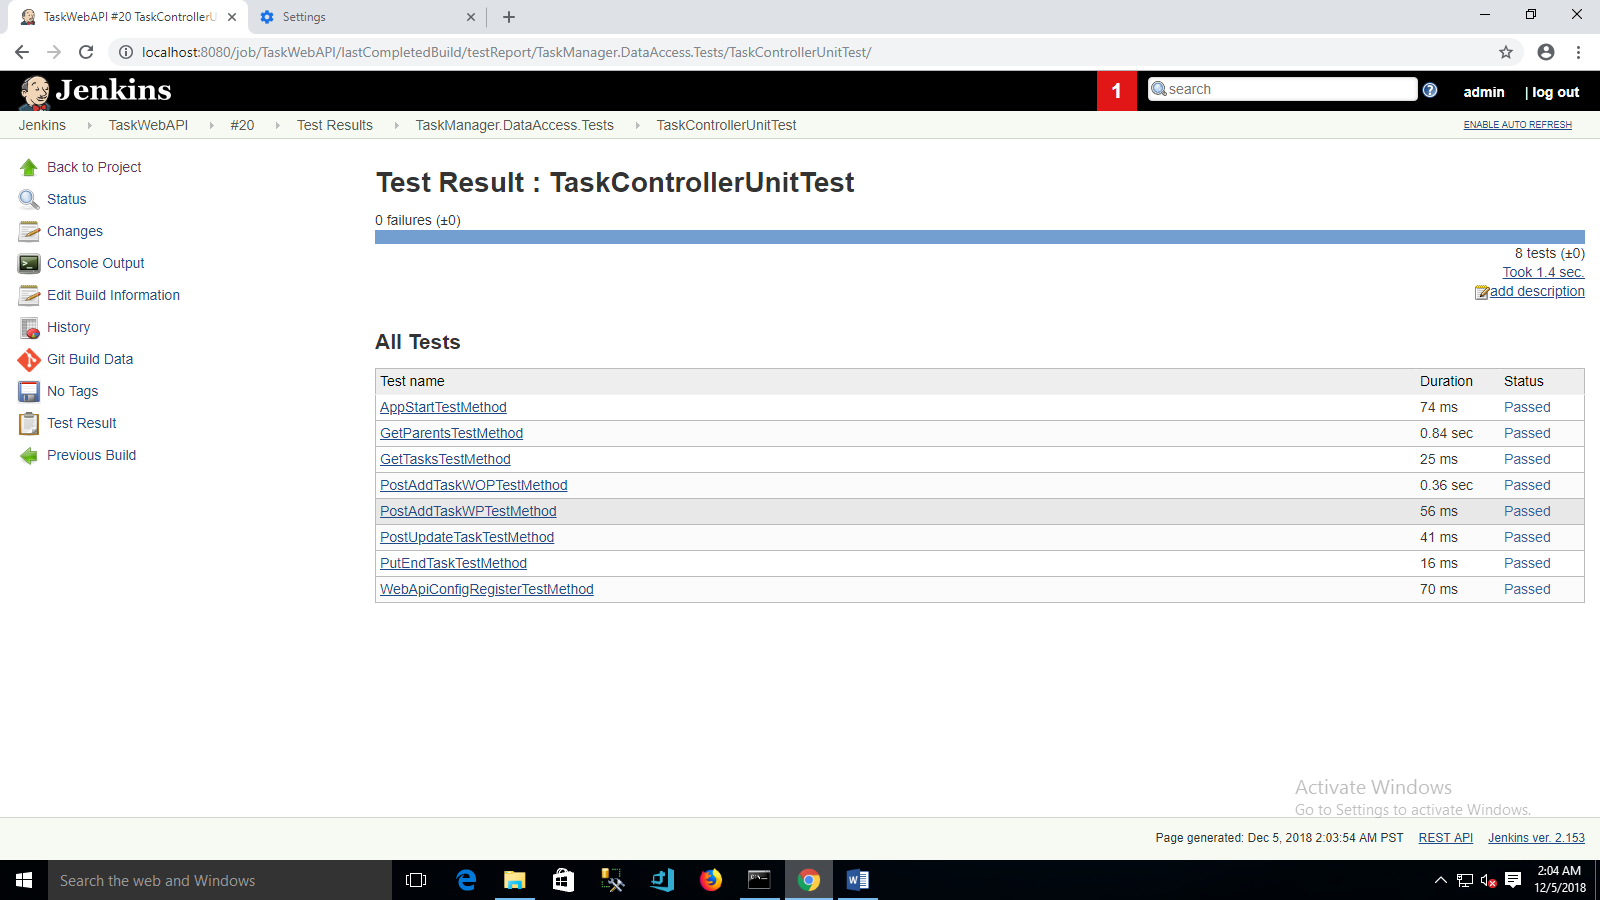 TaskWebAPI #20 TaskControllerU
Settings
localhost:8080/job/TaskWebAPI/lastCompletedBuild/testReport/TaskManager.DataAccess.Tests/TaskControllerUnitTest/
Jenkins
1
search
admin
| log out
Jenkins TaskWebAPI #20 Test Results TaskManager.DataAccess.Tests TaskControllerUnitTest
ENABLE AUTO REFRESH
Back to Project
Status
Changes
Console Output
Edit Build Information
History
Git Build Data
No Tags
Test Result
Previous Build
Test Result : TaskControllerUnitTest
0 failures (±0)
8 tests (±0)
Took 1.4 sec.
add description
All Tests
Test name Duration Status
AppStartTestMethod 74 ms Passed
GetParentsTestMethod 0.84 sec Passed
GetTasksTestMethod 25 ms Passed
PostAddTaskWOPTestMethod 0.36 sec Passed
PostAddTaskWPTestMethod 56 ms Passed
PostUpdateTaskTestMethod 41 ms Passed
PutEndTaskTestMethod 16 ms Passed
WebApiConfigRegisterTestMethod 70 ms Passed
Activate Windows
Go to Settings to activate Windows.
Page generated: Dec 5, 2018 2:03:54 AM PST REST API Jenkins ver. 2.153
Search the web and Windows
2:04 AM
12/5/2018